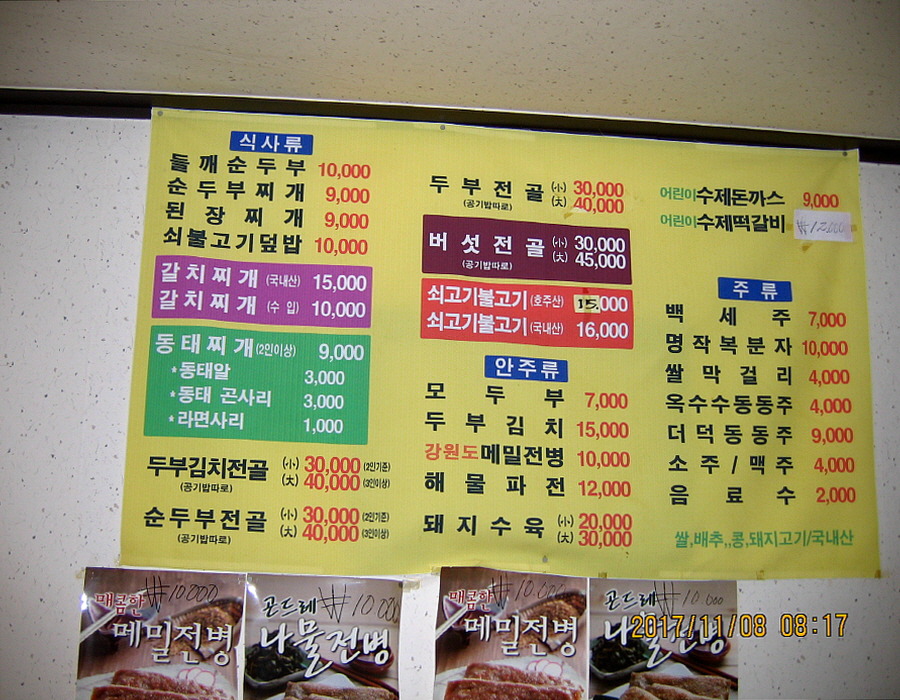 식사류
둘깨순두부 10,000
순두부찌개 9,000
된장찌개 9,000
쇠불고기덮밥 10,000
갈치찌개 (국내산) 15,000
갈치찌개 (수입) 10,000
동태찌개(2인이상) 9,000
*동태알 3,000
*동태 곤사리 3,000
*라면사리 1,000
두부김치전골 (小) 30,000 (2인기준)
(공기밥따로) (大) 40,000 (3인이상)
순두부전골 (小) 30,000 (2인기준)
(공기밥따로) (大) 40,000 (3인이상)
두부전골 (小) 30,000
(공기밥따로) (大) 40,000
버섯전골 (小) 30,000
(공기밥따로) (大) 45,000
쇠고기불고기 (호주산) 15,000
쇠고기불고기 (국내산) 16,000
안주류
모두부 7,000
두부김치 15,000
강원도메밀전병 10,000
해물파전 12,000
돼지수육 (小) 20,000
(大) 30,000
어린이수제돈까스 9,000
어린이수제떡갈비 ₩12,000
주류
백세주 7,000
명작복분자 10,000
쌀막걸리 4,000
옥수수동동주 4,000
더덕동동주 9,000
소주/맥주 4,000
음료수 2,000
쌀,배추,,콩,돼지고기/국내산
매콤한 ₩10.000
메밀전병
곤드레 ₩10.000
나물전병
매콤한 ₩10.000
메밀전병
곤드레 ₩10.000
나물전병
2017/11/08 08:17